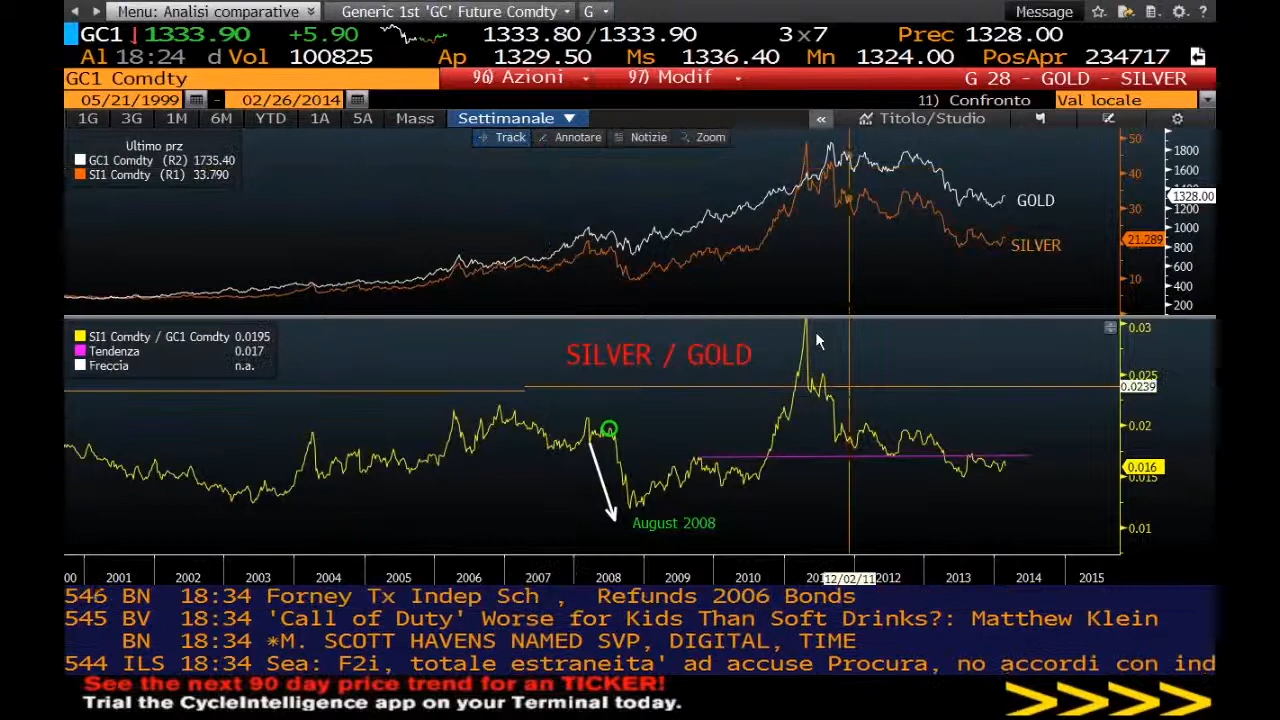 Menu: Analisi comparative Generic 1st 'GC' Future Comdty G Message ?
GC1 1333.90 +5.90 1333.80/1333.90 3x7 Prec 1328.00
Al 18:24 d Vol 100825 Ap 1329.50 Ms 1336.40 Mn 1324.00 PosApr 234717
GC1 Comdty 96) Azioni 97) Modif G 28 - GOLD - SILVER
05/21/1999 - 02/26/2014 11) Confronto Val locale
1G 3G 1M 6M YTD 1A 5A Mass Settimanale ▼ « Titolo/Studio
Track Annotare Notizie Zoom
Ultimo prz
GC1 Comdty (R2) 1735.40
SI1 Comdty (R1) 33.790
50
40
30
10
1800
1600
1328.00
1200
1000
800
600
400
200
21.289
GOLD
SILVER
SI1 Comdty / GC1 Comdty 0.0195
Tendenza 0.017
Freccia n.a.
SILVER / GOLD
August 2008
0.03
0.025
0.0239
0.02
0.016
0.015
0.01
00 2001 2002 2003 2004 2005 2006 2007 2008 2009 2010 12/02/11 2012 2013 2014 2015
546 BN 18:34 Forney Tx Indep Sch , Refunds 2006 Bonds
545 BV 18:34 'Call of Duty' Worse for Kids Than Soft Drinks?: Matthew Klein
BN 18:34 *M. SCOTT HAVENS NAMED SVP, DIGITAL, TIME
544 ILS 18:34 Sea: F2i, totale estraneita' ad accuse Procura, no accordi con ind
See the next 90 day price trend for an TICKER!
Trial the CycleIntelligence app on your Terminal today.